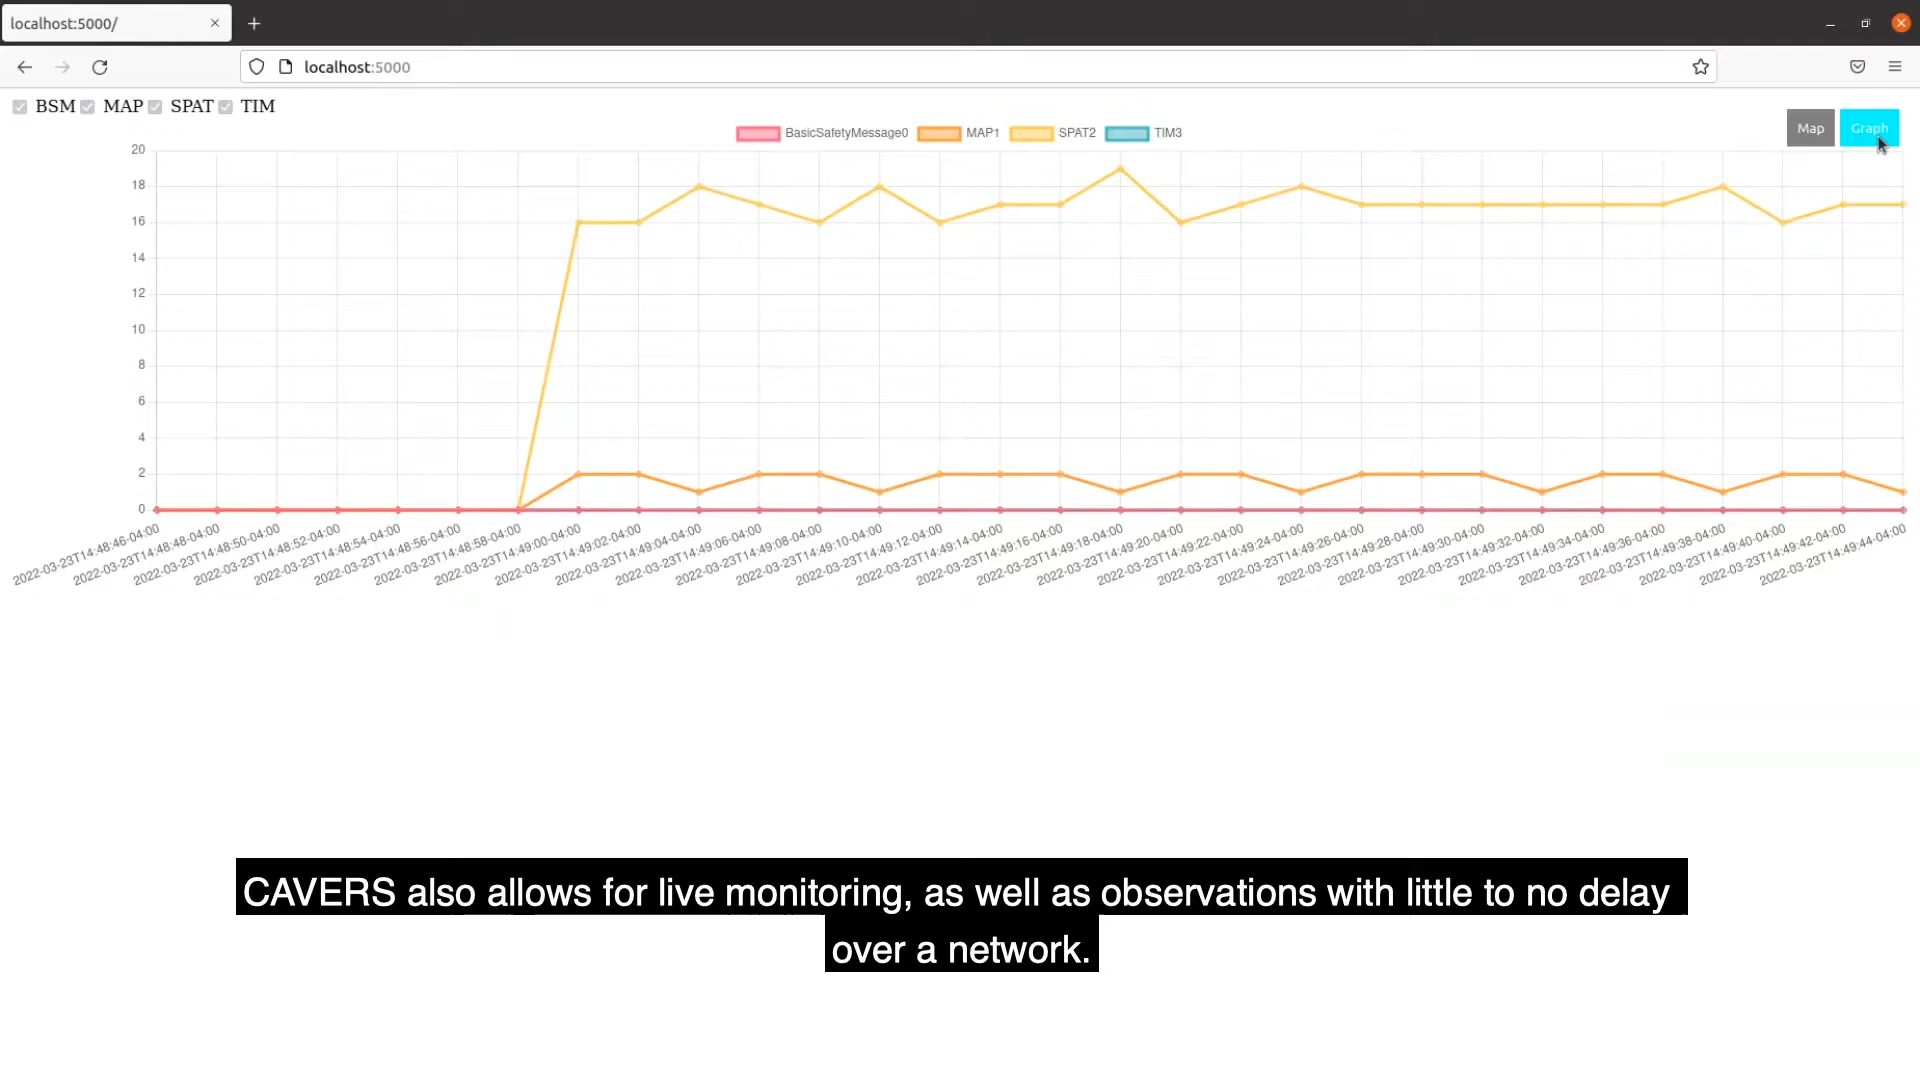 localhost:5000/
localhost:5000
BSM MAP SPAT TIM
BasicSafetyMessage0 MAP1 SPAT2 TIM3
Map Graph
20
18
16
14
12
10
8
6
4
2
0
2022-03-23T14:48:46-04:00
2022-03-23T14:48:48-04:00
2022-03-23T14:48:50-04:00
2022-03-23T14:48:52-04:00
2022-03-23T14:48:54-04:00
2022-03-23T14:48:56-04:00
2022-03-23T14:48:58-04:00
2022-03-23T14:49:00-04:00
2022-03-23T14:49:02-04:00
2022-03-23T14:49:04-04:00
2022-03-23T14:49:06-04:00
2022-03-23T14:49:08-04:00
2022-03-23T14:49:10-04:00
2022-03-23T14:49:12-04:00
2022-03-23T14:49:14-04:00
2022-03-23T14:49:16-04:00
2022-03-23T14:49:18-04:00
2022-03-23T14:49:20-04:00
2022-03-23T14:49:22-04:00
2022-03-23T14:49:24-04:00
2022-03-23T14:49:26-04:00
2022-03-23T14:49:28-04:00
2022-03-23T14:49:30-04:00
2022-03-23T14:49:32-04:00
2022-03-23T14:49:34-04:00
2022-03-23T14:49:36-04:00
2022-03-23T14:49:38-04:00
2022-03-23T14:49:40-04:00
2022-03-23T14:49:42-04:00
2022-03-23T14:49:44-04:00
CAVERS also allows for live monitoring, as well as observations with little to no delay
over a network.